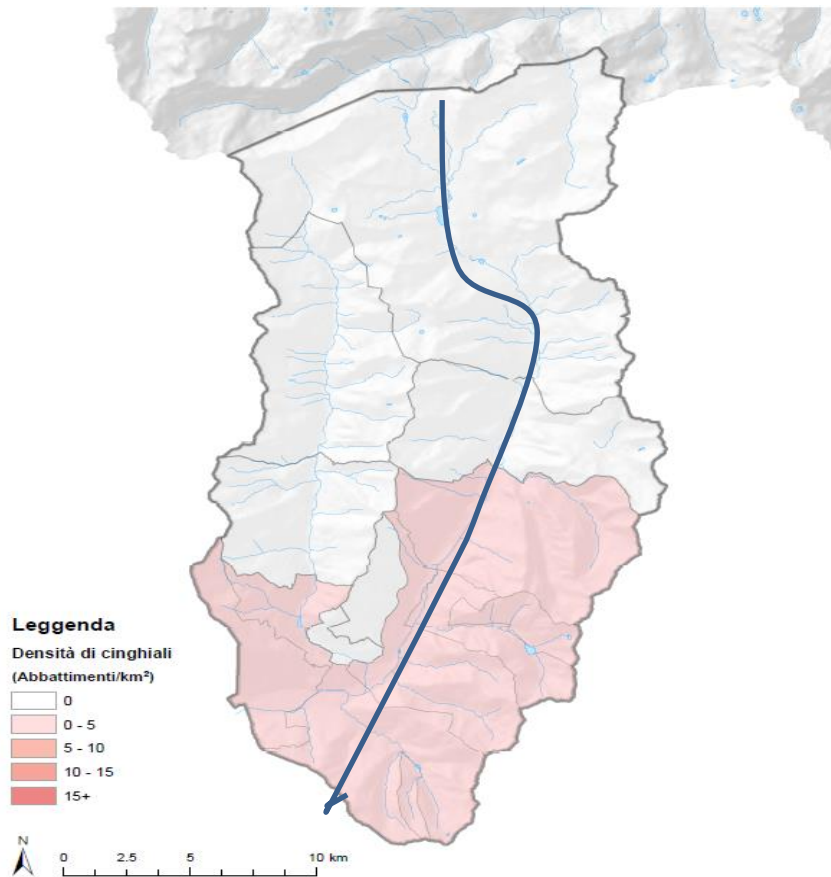 Leggenda
Densità di cinghiali
(Abbattimenti/km²)
0
0 - 5
5 - 10
10 - 15
15+
N
0 2.5 5 10 km